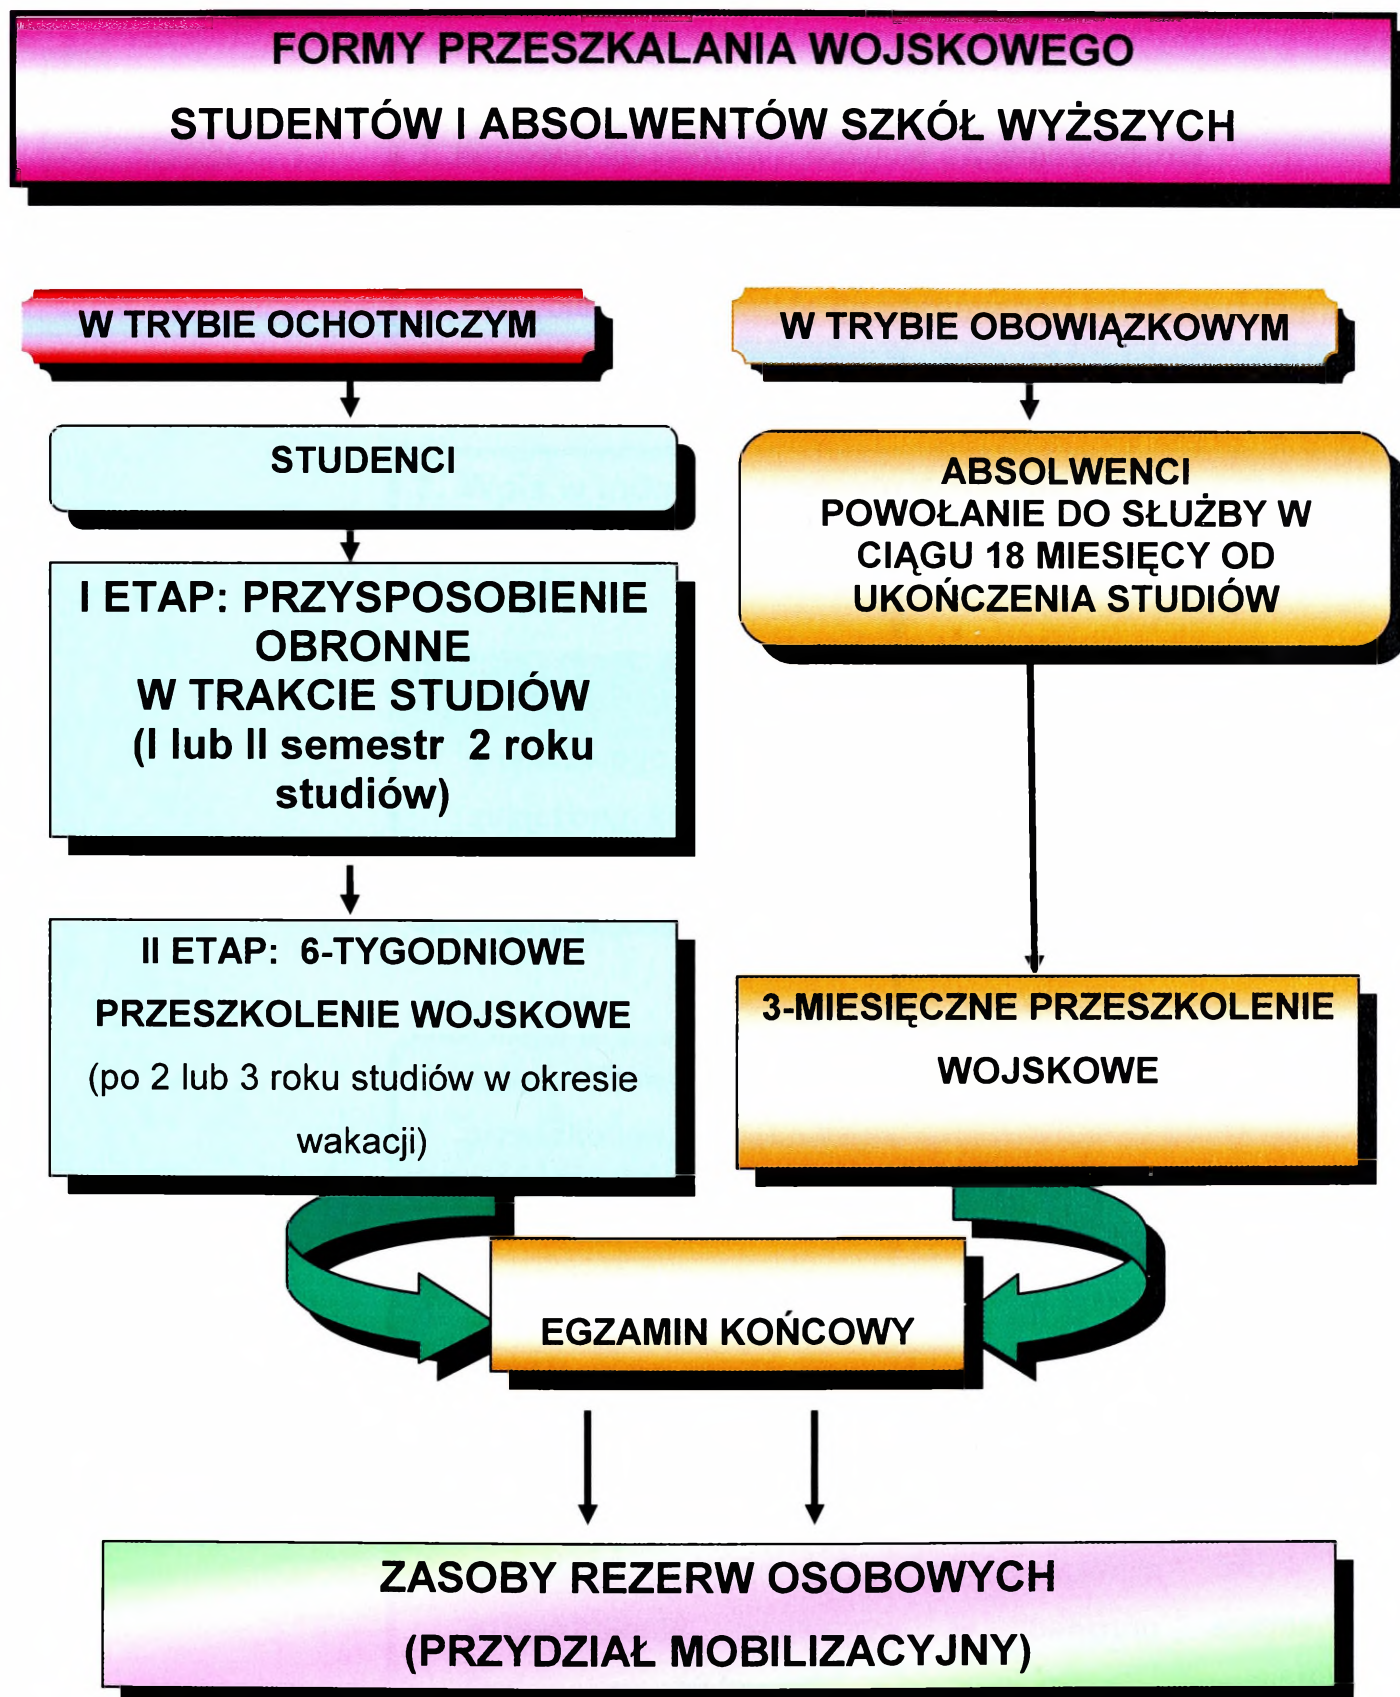 FORMY PRZESZKALANIA WOJSKOWEGO
STUDENTÓW I ABSOLWENTÓW SZKÓŁ WYŻSZYCH
W TRYBIE OCHOTNICZYM
STUDENCI
I ETAP: PRZYSPOSOBIENIE
OBRONNE
W TRAKCIE STUDIÓW
(I lub II semestr 2 roku
studiów)
II ETAP: 6-TYGODNIOWE
PRZESZKOLENIE WOJSKOWE
(po 2 lub 3 roku studiów w okresie
wakacji)
W TRYBIE OBOWIĄZKOWYM
ABSOLWENCI
POWOŁANIE DO SŁUŻBY W
CIĄGU 18 MIESIĘCY OD
UKOŃCZENIA STUDIÓW
3-MIESIĘCZNE PRZESZKOLENIE
WOJSKOWE
EGZAMIN KOŃCOWY
ZASOBY REZERW OSOBOWYCH
(PRZYDZIAŁ MOBILIZACYJNY)